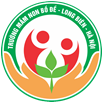 TRƯỜNG MẦM NON BỒ ĐỀ - LONG BIÊN - HÀ NỘI